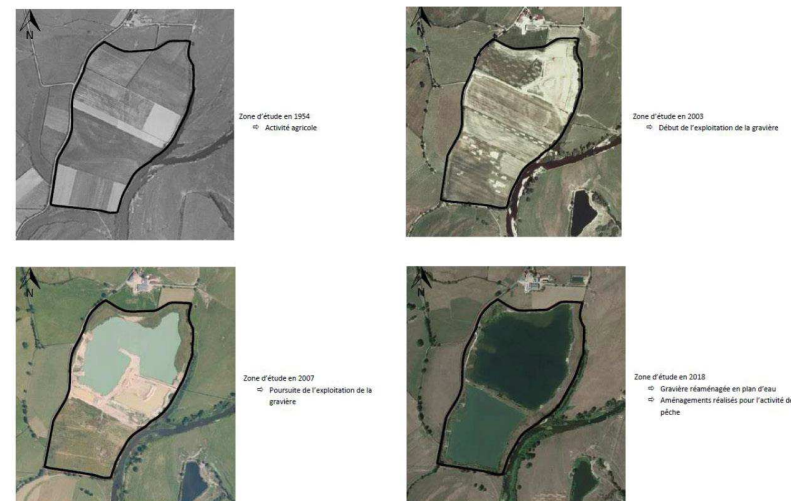 N
Zone d'étude en 1954
⇨ Activité agricole
N
Zone d'étude en 2003
⇨ Début de l'exploitation de la gravière
N
Zone d'étude en 2007
⇨ Poursuite de l'exploitation de la
gravière
N
Zone d'étude en 2018
⇨ Gravière réaménagée en plan d'eau
⇨ Aménagements réalisés pour l'activité de
pêche